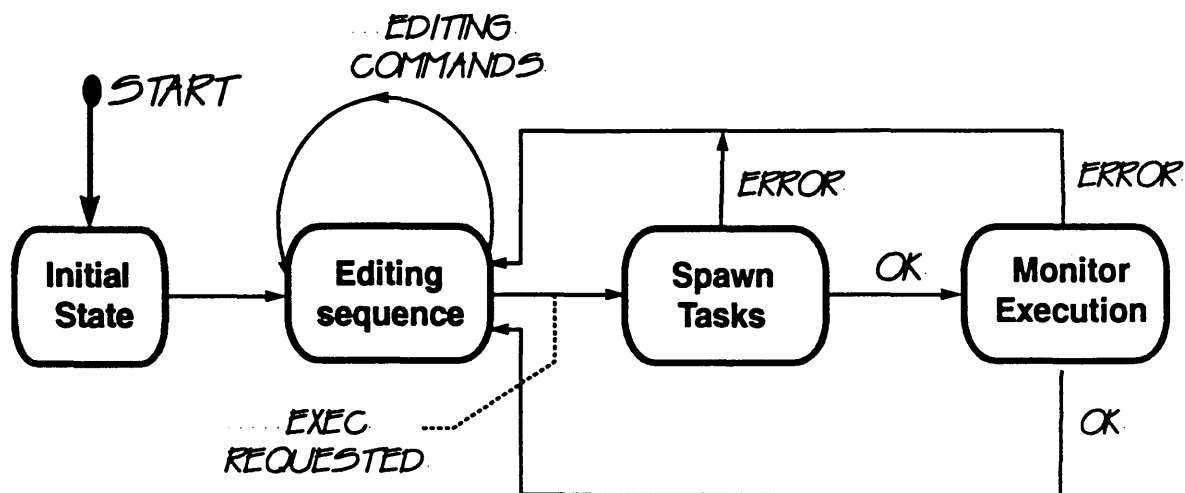 EDITING
COMMANDS
START
ERROR
ERROR
Initial
State
Editing
sequence
Spawn
Tasks
OK
Monitor
Execution
EXEC
REQUESTED
OK